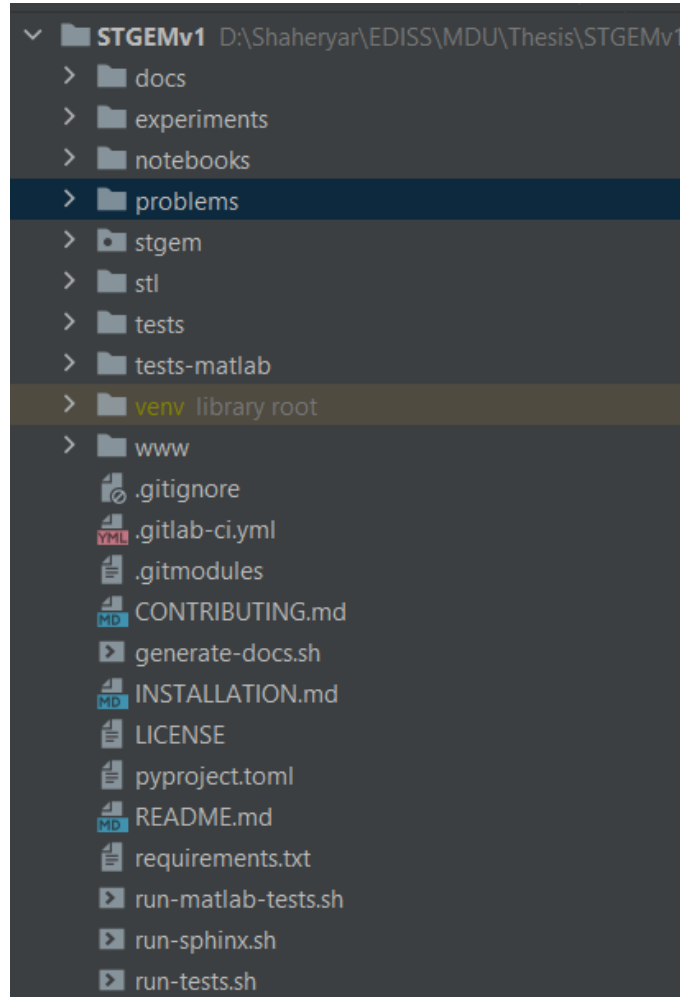 STGEMv1 D:\Shaheryar\EDISS\MDU\Thesis\STGEMv1
docs
experiments
notebooks
problems
stgem
stl
tests
tests-matlab
venv library root
www
.gitignore
YML .gitlab-ci.yml
.gitmodules
MD CONTRIBUTING.md
generate-docs.sh
MD INSTALLATION.md
LICENSE
pyproject.toml
MD README.md
requirements.txt
run-matlab-tests.sh
run-sphinx.sh
run-tests.sh